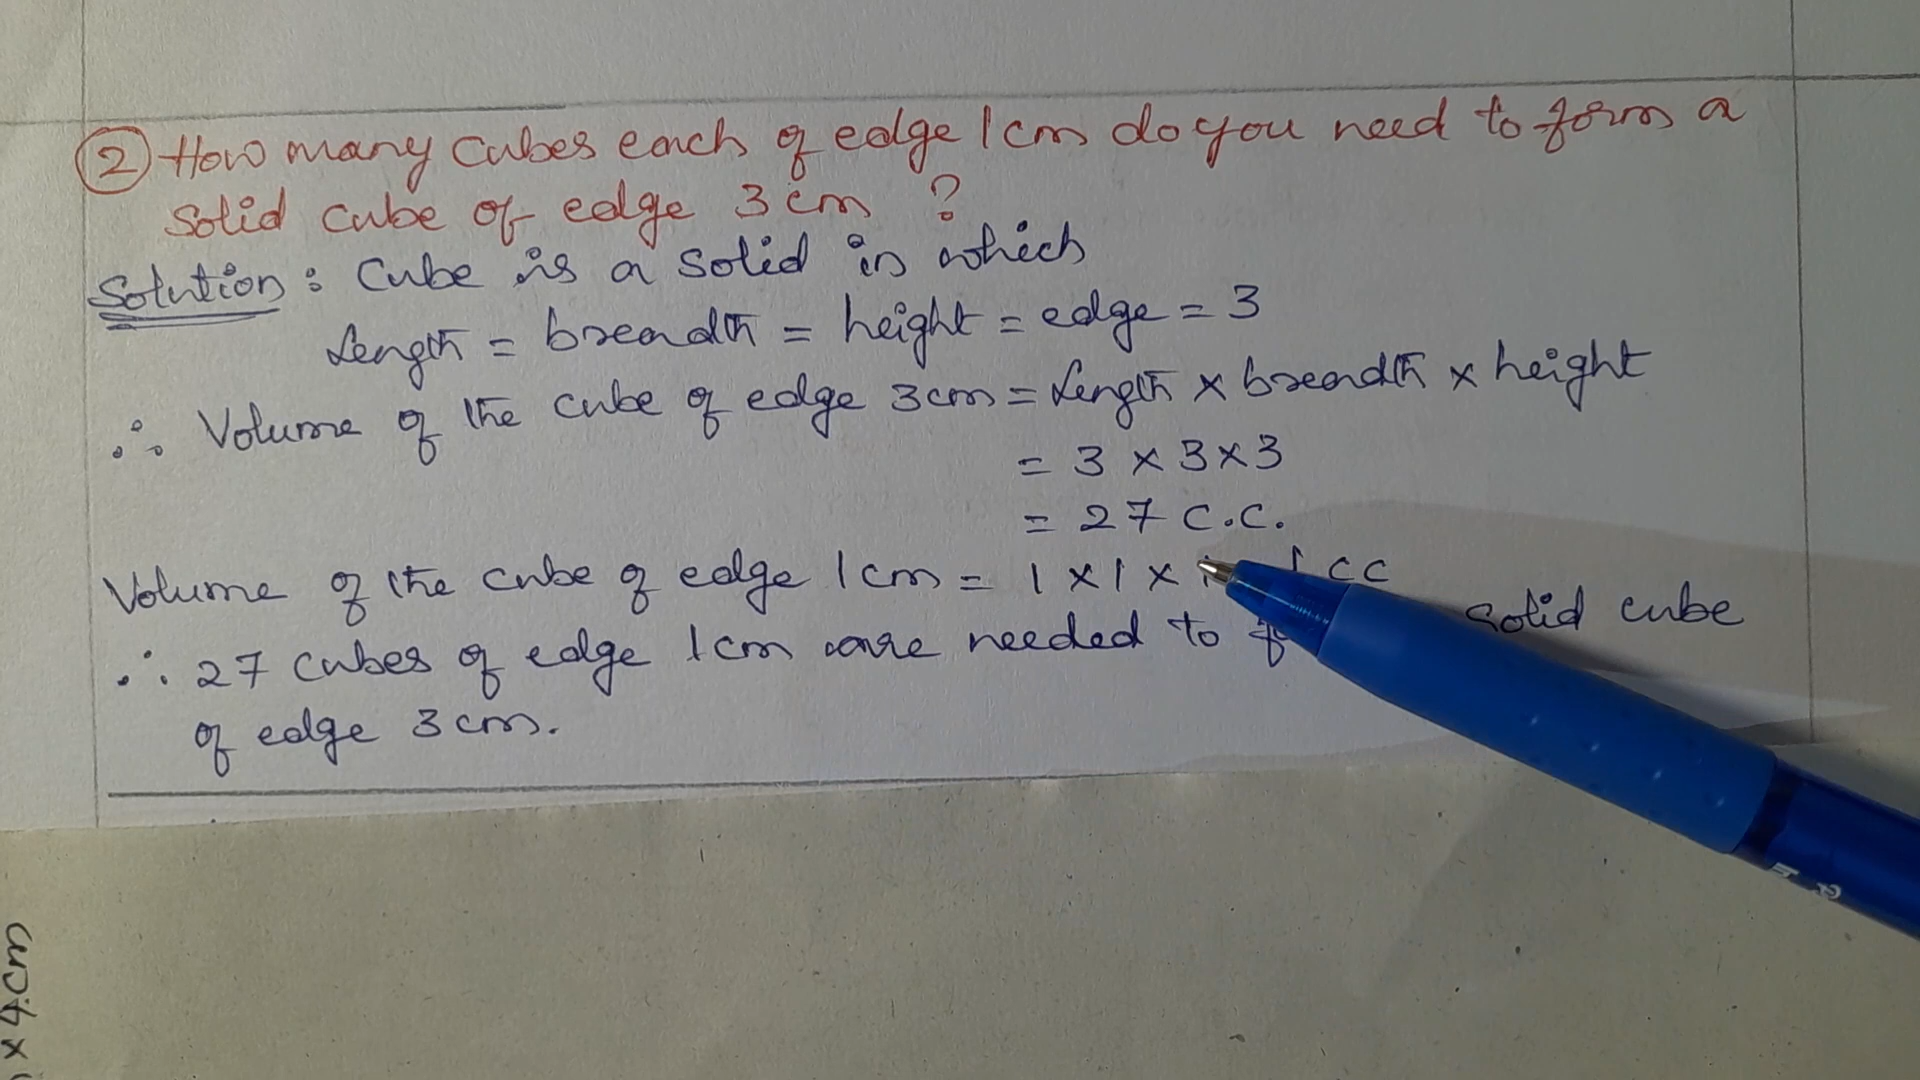 ② How many cubes each of edge 1cm do you need to form a
solid cube of edge 3cm ?
Solution : Cube is a solid in which
Length = breadth = height = edge = 3
∴ Volume of the cube of edge 3cm = Length × breadth × height
= 3 × 3 × 3
= 27 C.C.
Volume of the cube of edge 1cm = 1 × 1 × 1 cc
∴ 27 cubes of edge 1cm are needed to solid cube
of edge 3cm.
× 4cm